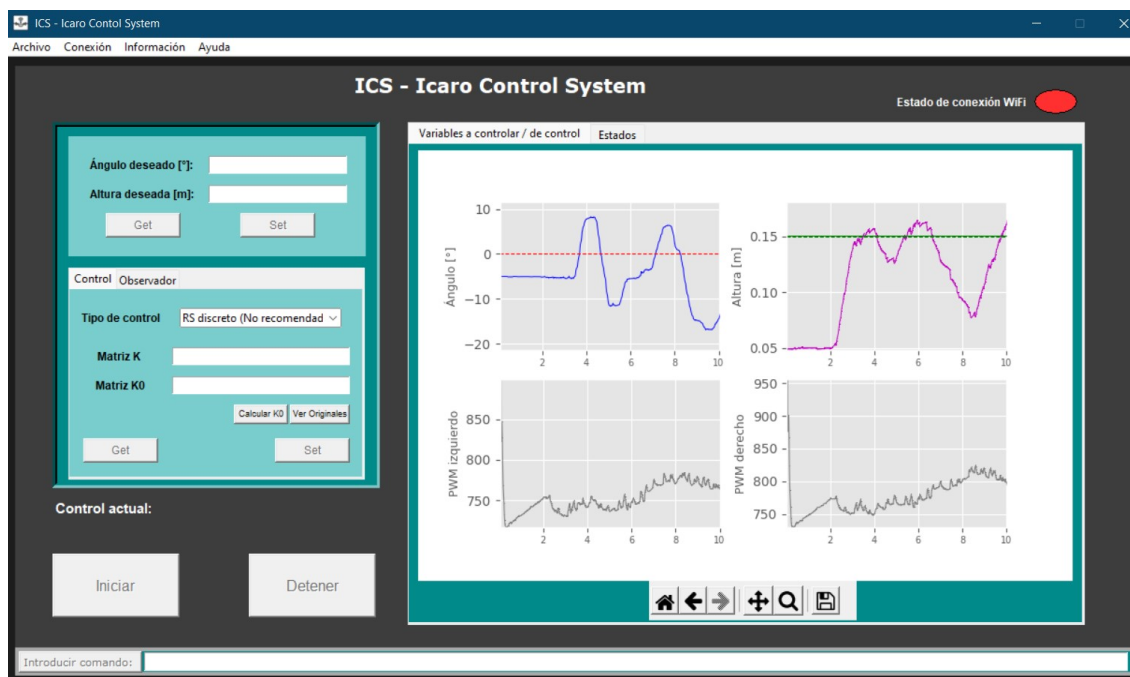 ICS - Icaro Contol System
Archivo Conexión Información Ayuda
ICS - Icaro Control System
Estado de conexión WiFi
Ángulo deseado [°]:
Altura deseada [m]:
Get Set
Control Observador
Tipo de control RS discreto (No recomendad
Matriz K
Matriz K0
Calcular K0 Ver Originales
Get Set
Control actual:
Iniciar Detener
Variables a controlar / de control Estados
Ángulo [°]
10
0
−10
−20
2 4 6 8 10
Altura [m]
0.15
0.10
0.05
2 4 6 8 10
PWM izquierdo
850
800
750
2 4 6 8 10
PWM derecho
950
900
850
800
750
2 4 6 8 10
Introducir comando: